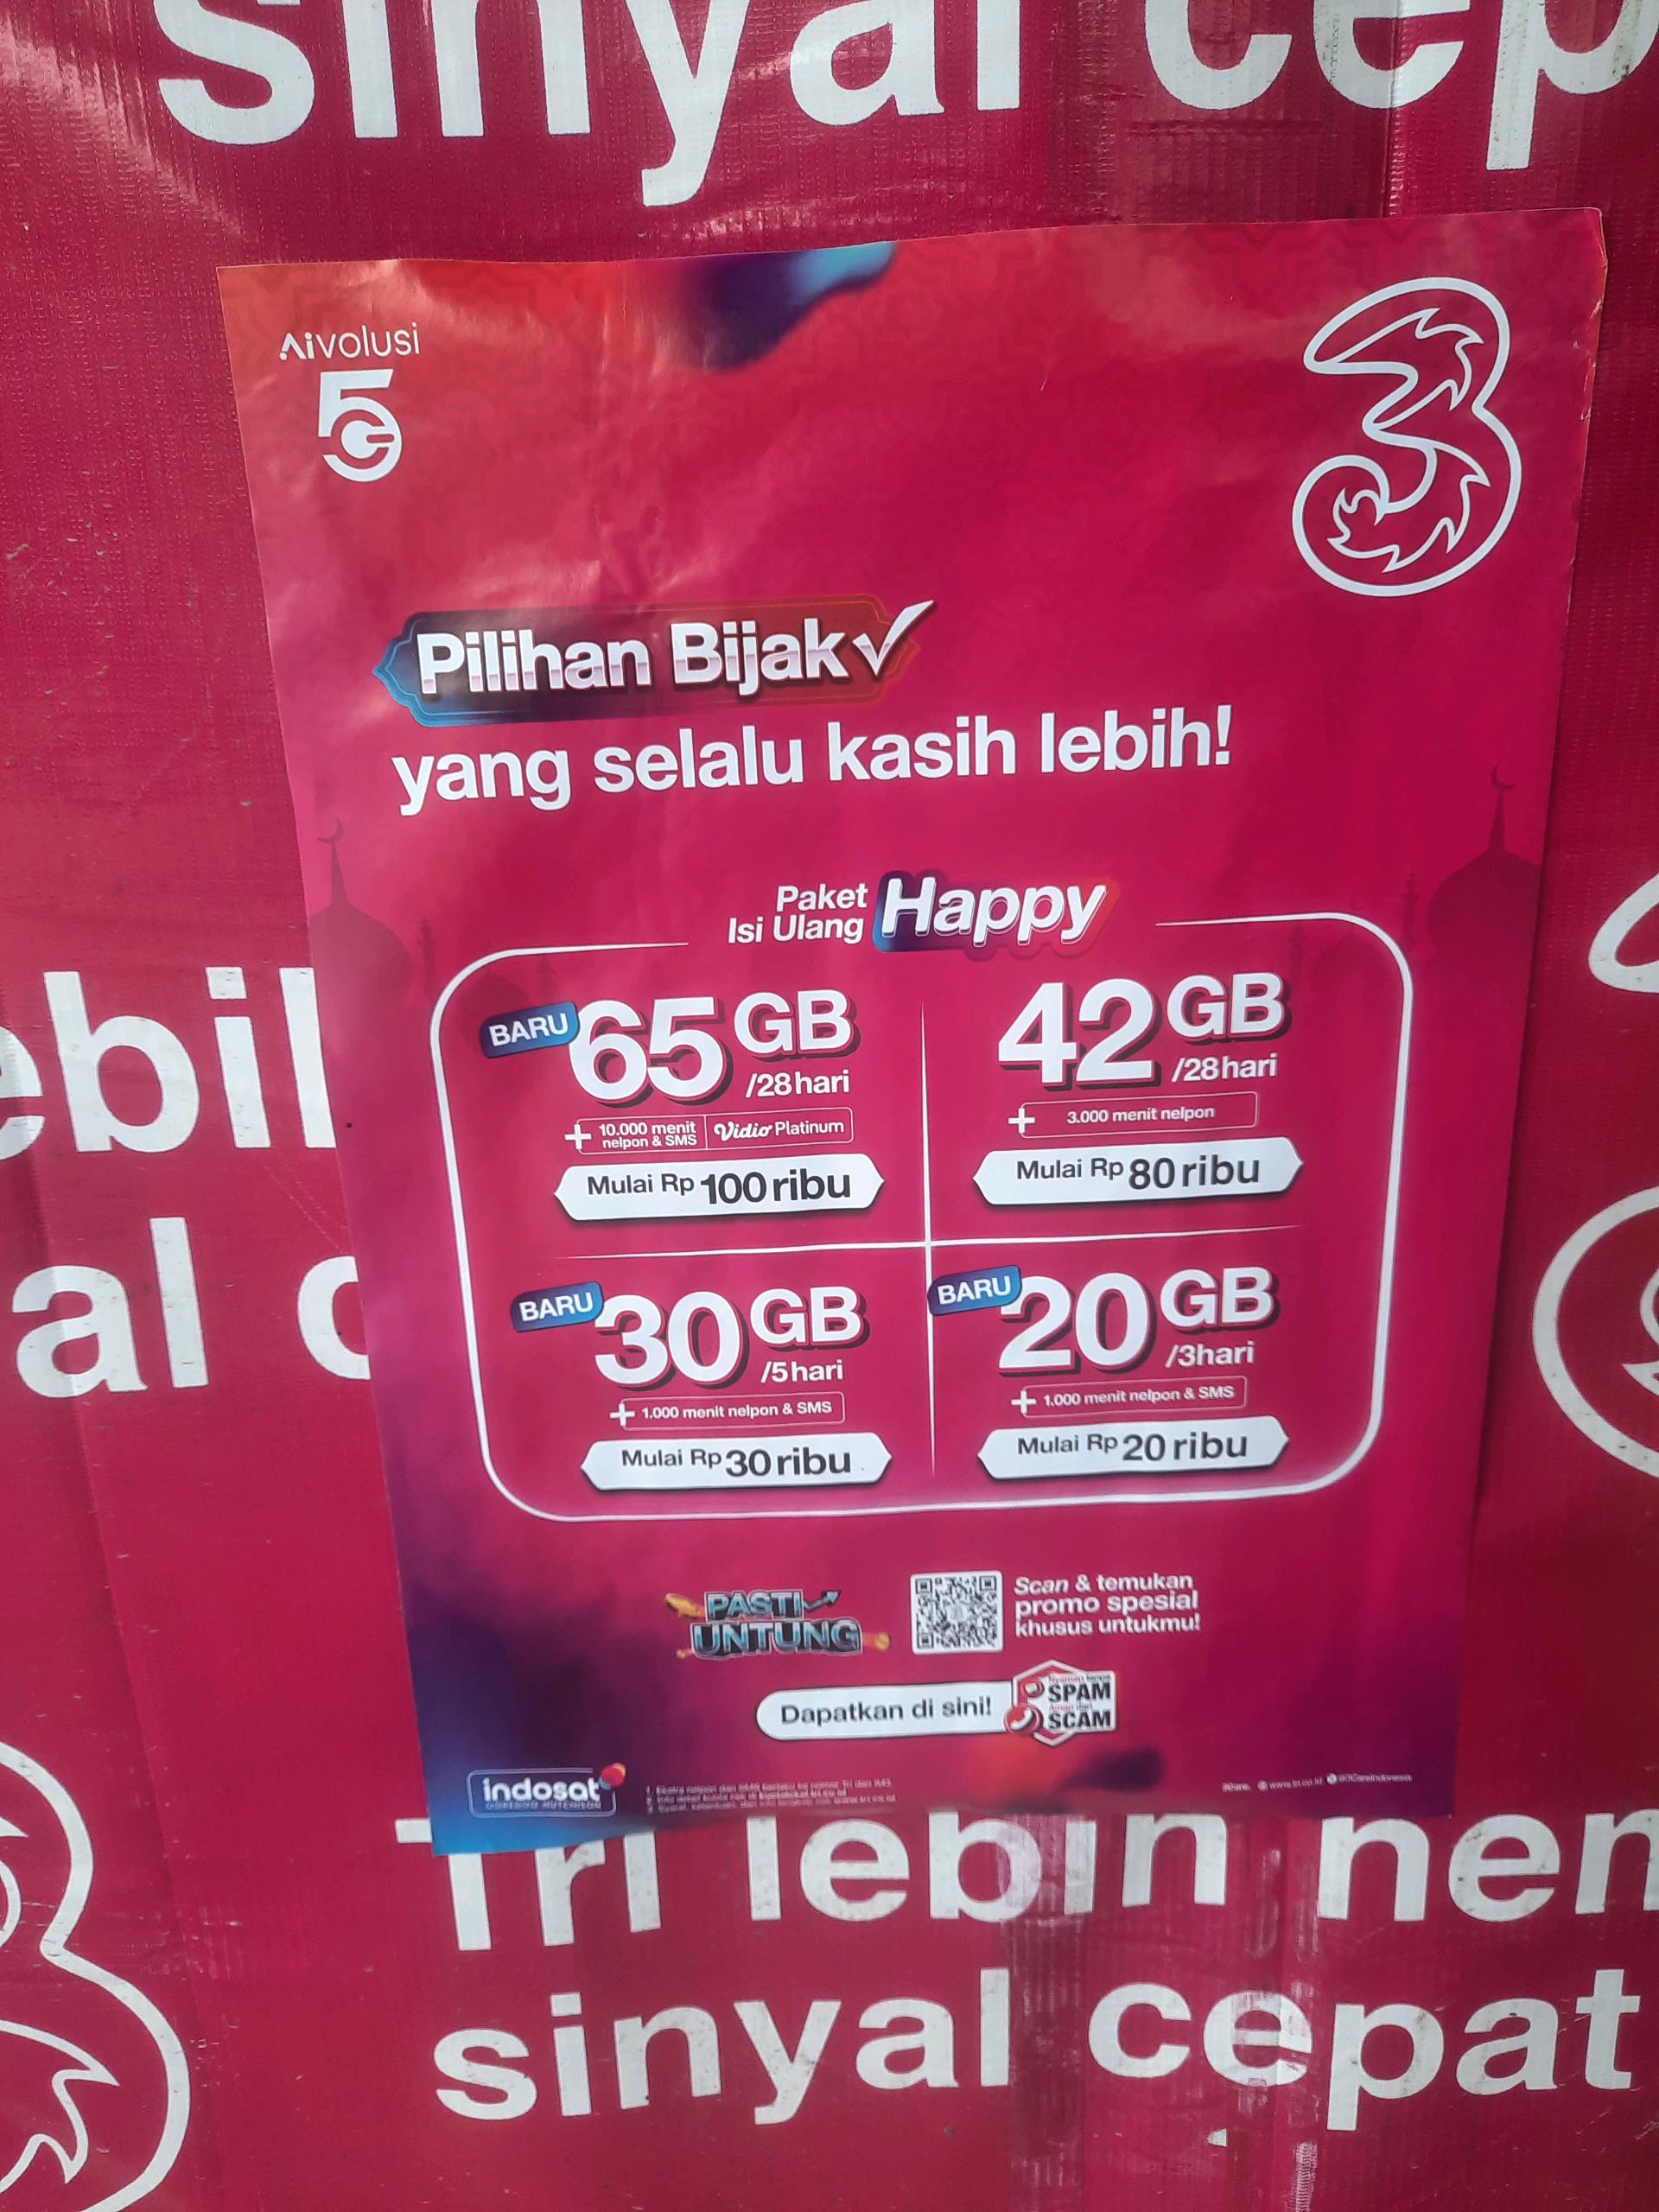 sinyal cep
Aivolusi
5G
3
Pilihan Bijak
yang selalu kasih lebih!
Paket
Isi Ulang
Happy
BARU
65 GB
/28 hari
+ 10.000 menit
nelpon & SMS
Vidio Platinum
Mulai Rp 100 ribu
42 GB
/28 hari
+ 3.000 menit nelpon
Mulai Rp 80 ribu
BARU
30 GB
/5 hari
+ 1.000 menit nelpon & SMS
Mulai Rp 30 ribu
BARU
20 GB
/3hari
+ 1.000 menit nelpon & SMS
Mulai Rp 20 ribu
PASTI
UNTUNG
Scan & temukan
promo spesial
khusus untukmu!
Dapatkan di sini!
SPAM
SCAM
indosat
OOREDOO HUTCHISON
ebil
al c
Tri lebih nen
sinyal cepat